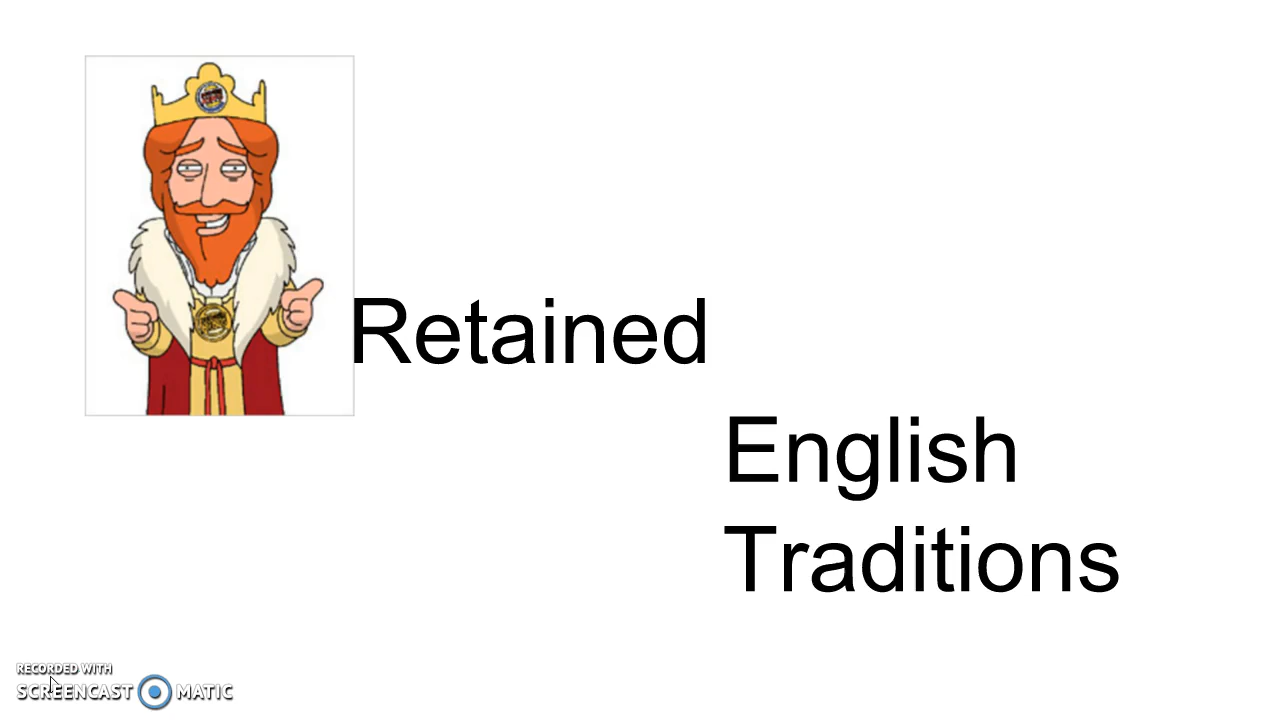 Retained
English
Traditions
RECORDED WITH
SCREENCAST MATIC